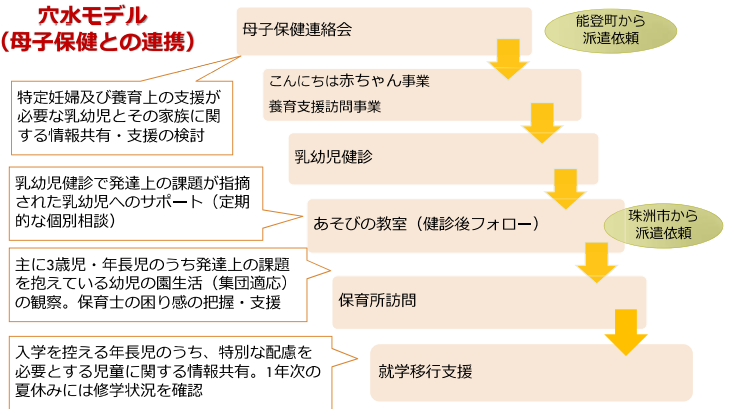 穴水モデル
（母子保健との連携）
母子保健連絡会
能登町から
派遣依頼
特定妊婦及び養育上の支援が
必要な乳幼児とその家族に関
する情報共有・支援の検討
こんにちは赤ちゃん事業
養育支援訪問事業
乳幼児健診
乳幼児健診で発達上の課題が指摘
された乳幼児へのサポート（定期
的な個別相談）
あそびの教室（健診後フォロー）
珠洲市から
派遣依頼
主に3歳児・年長児のうち発達上の課題
を抱えている幼児の園生活（集団適応）
の観察。保育士の困り感の把握・支援
保育所訪問
入学を控える年長児のうち、特別な配慮を
必要とする児童に関する情報共有。1年次の
夏休みには修学状況を確認
就学移行支援